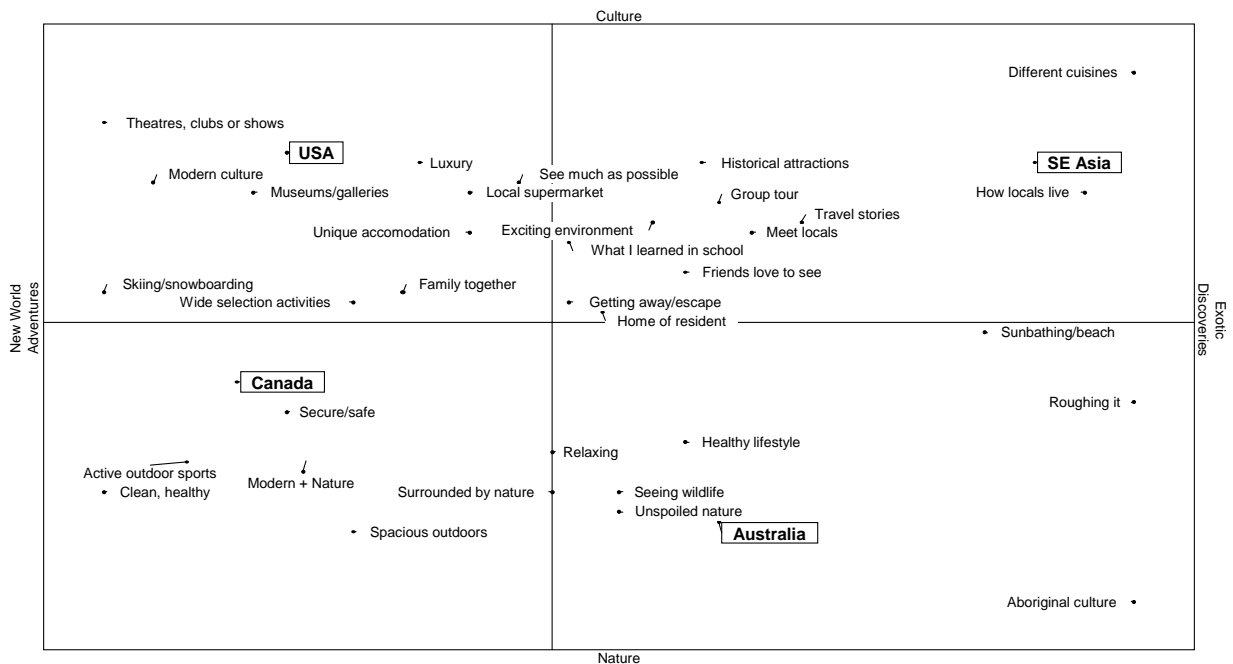 Culture
Different cuisines
Theatres, clubs or shows
USA
SE Asia
Luxury
Historical attractions
Modern culture
See much as possible
Museums/galleries
Local supermarket
Group tour
How locals live
Travel stories
Unique accomodation
Exciting environment
Meet locals
What I learned in school
Friends love to see
Skiing/snowboarding
Family together
Wide selection activities
Getting away/escape
New World
Adventures
Home of resident
Exotic
Discoveries
Sunbathing/beach
Canada
Secure/safe
Roughing it
Healthy lifestyle
Relaxing
Active outdoor sports
Modern + Nature
Clean, healthy
Surrounded by nature
Seeing wildlife
Unspoiled nature
Spacious outdoors
Australia
Aboriginal culture
Nature